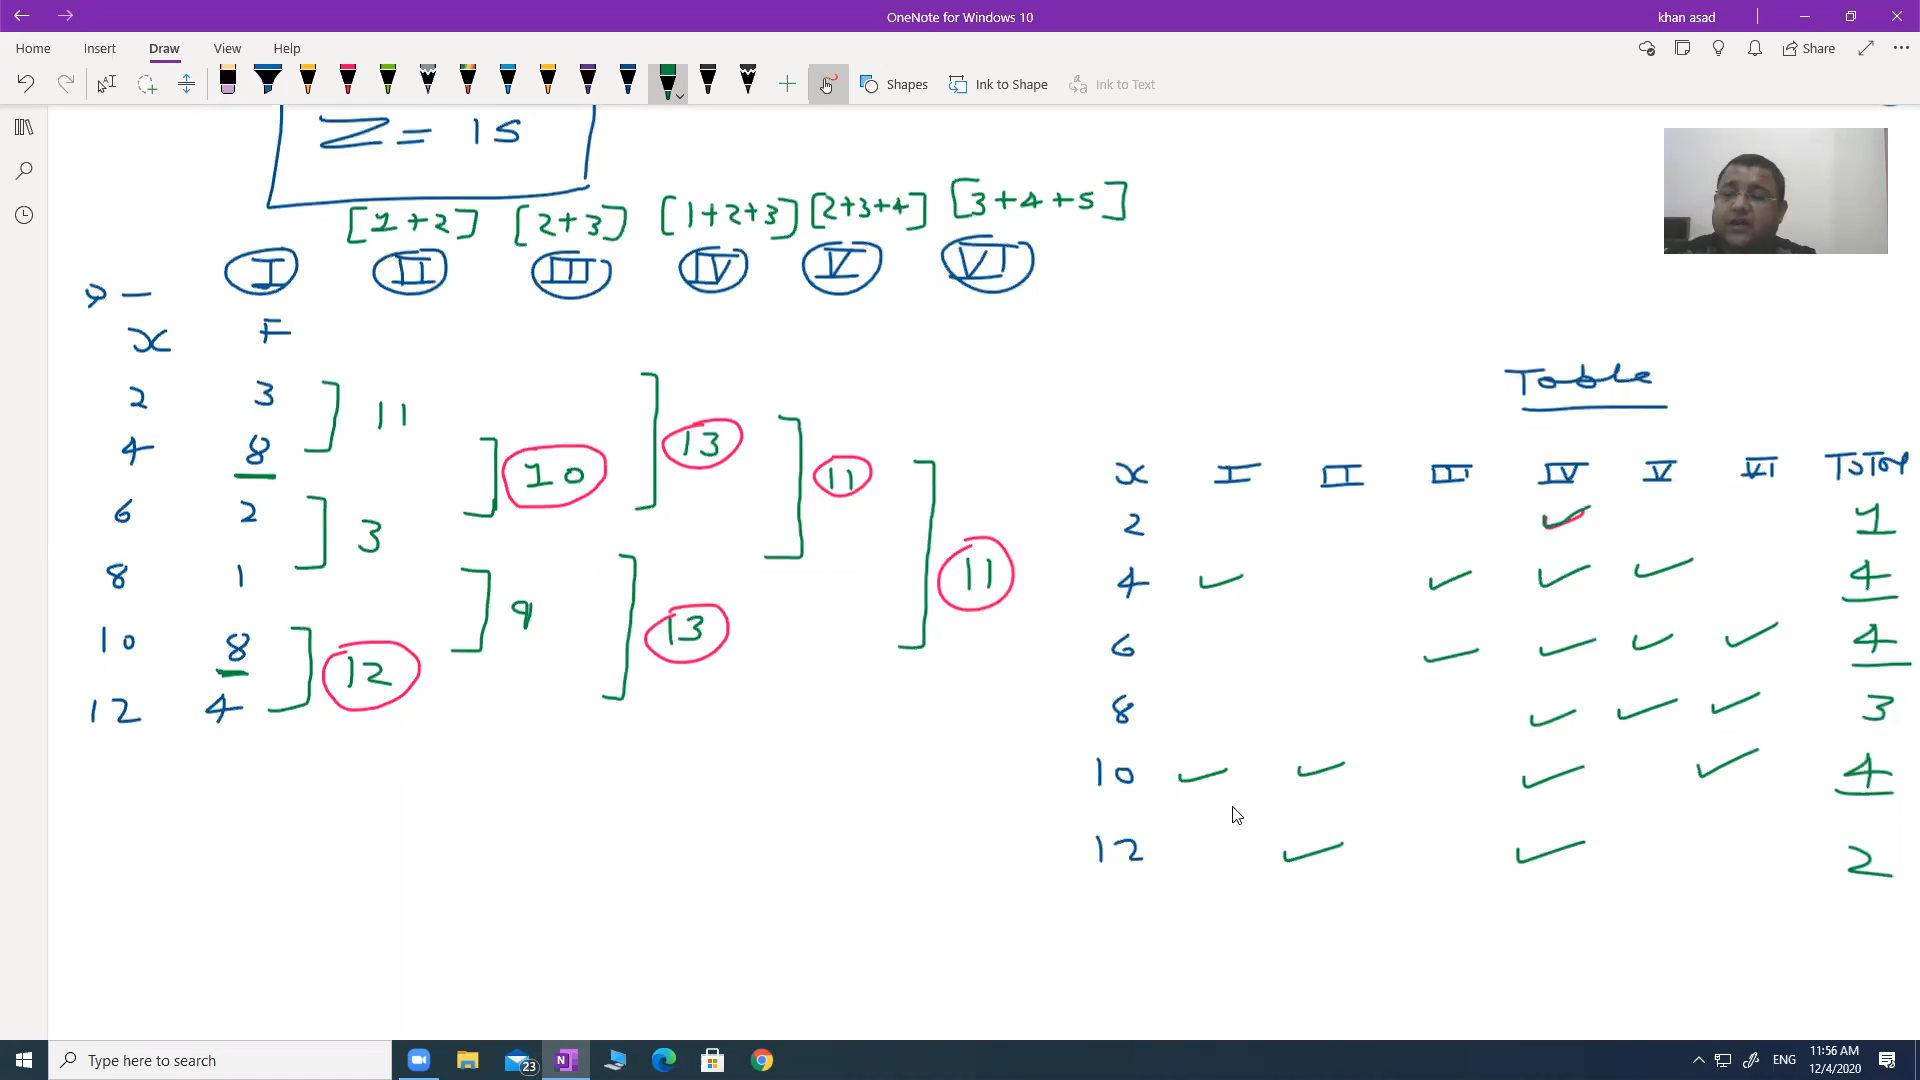 OneNote for Windows 10
khan asad
Home Insert Draw View Help
Share
Shapes Ink to Shape Ink to Text
Z = 15
[1+2] [2+3] [1+2+3] [2+3+4] [3+4+5]
I II III IV V VI
x F
2 3
4 8
6 2
8 1
10 8
12 4
11
3
12
10
9
13
13
11
11
Table
x I II III IV V VI TOTAL
2 ✓ 1
4 ✓ ✓ ✓ ✓ 4
6 ✓ ✓ ✓ ✓ 4
8 ✓ ✓ ✓ 3
10 ✓ ✓ ✓ ✓ 4
12 ✓ ✓ 2
Type here to search
23
ENG
11:56 AM
12/4/2020